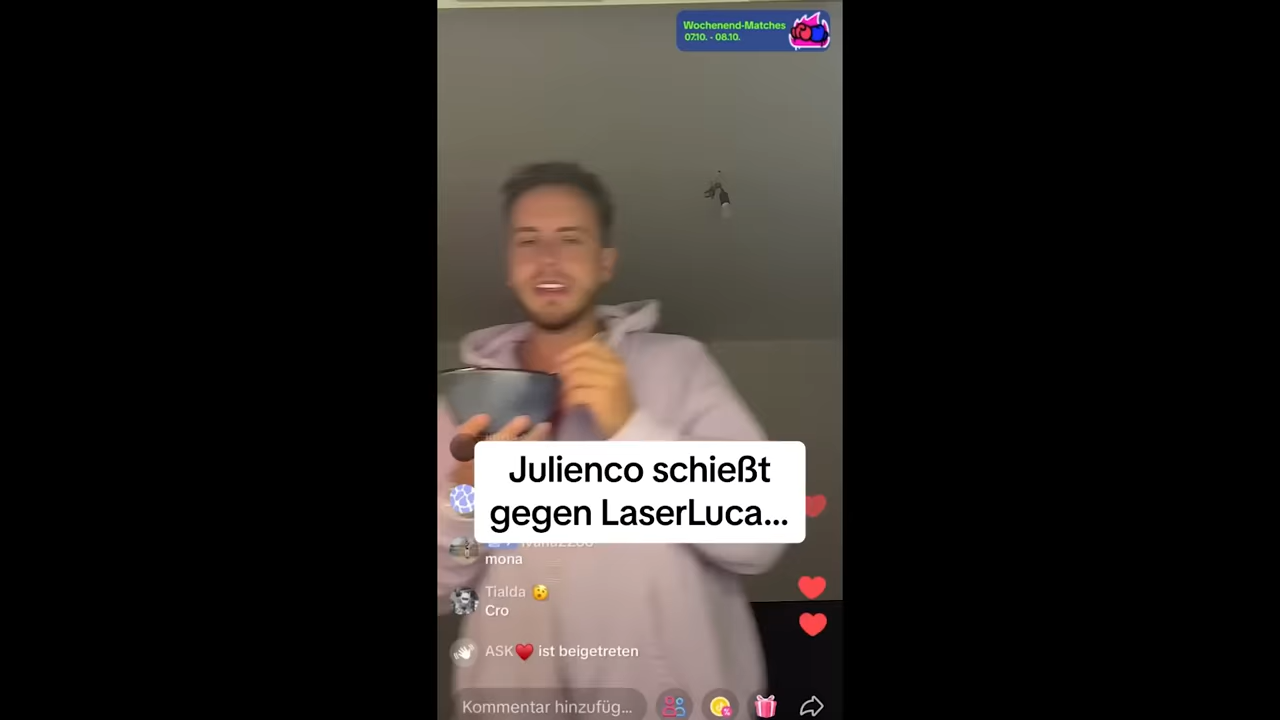 Wochenend-Matches
07.10. - 08.10.
Julienco schießt
gegen LaserLuca...
mona
Tialda 😯
Cro
ASK♥️ ist beigetreten
Kommentar hinzufüg...